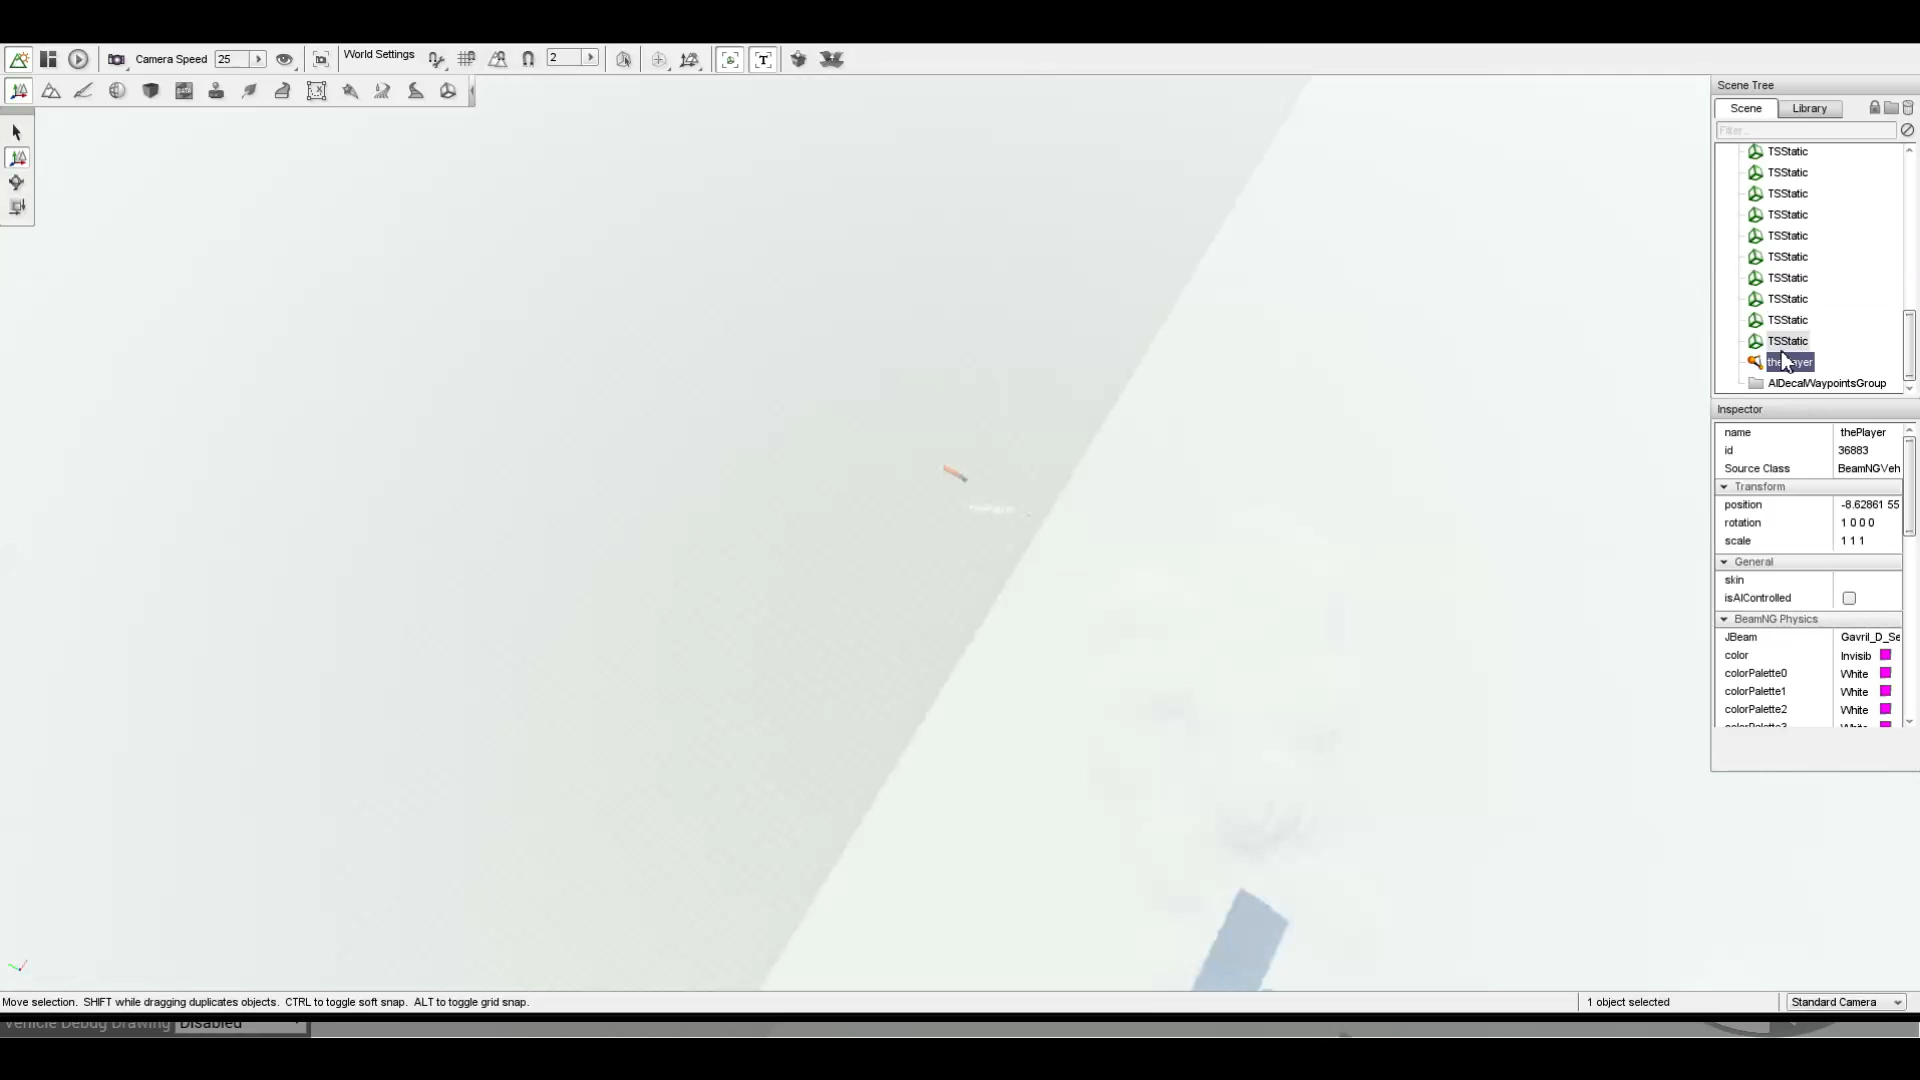 Camera Speed 25 World Settings 2
T
Scene Tree
Scene Library
Filter...
TSStatic
TSStatic
TSStatic
TSStatic
TSStatic
TSStatic
TSStatic
TSStatic
TSStatic
TSStatic
AIDecalWaypointsGroup
Inspector
name thePlayer
id 36883
Source Class BeamNGVeh
Transform
position -8.62861 55
rotation 1 0 0 0
scale 1 1 1
General
skin
isAIControlled
BeamNG Physics
JBeam Gavril_D_Se
color Invisib
colorPalette0 White
colorPalette1 White
colorPalette2 White
Move selection. SHIFT while dragging duplicates objects. CTRL to toggle soft snap. ALT to toggle grid snap. 1 object selected Standard Camera
Vehicle Debug Drawing Disabled